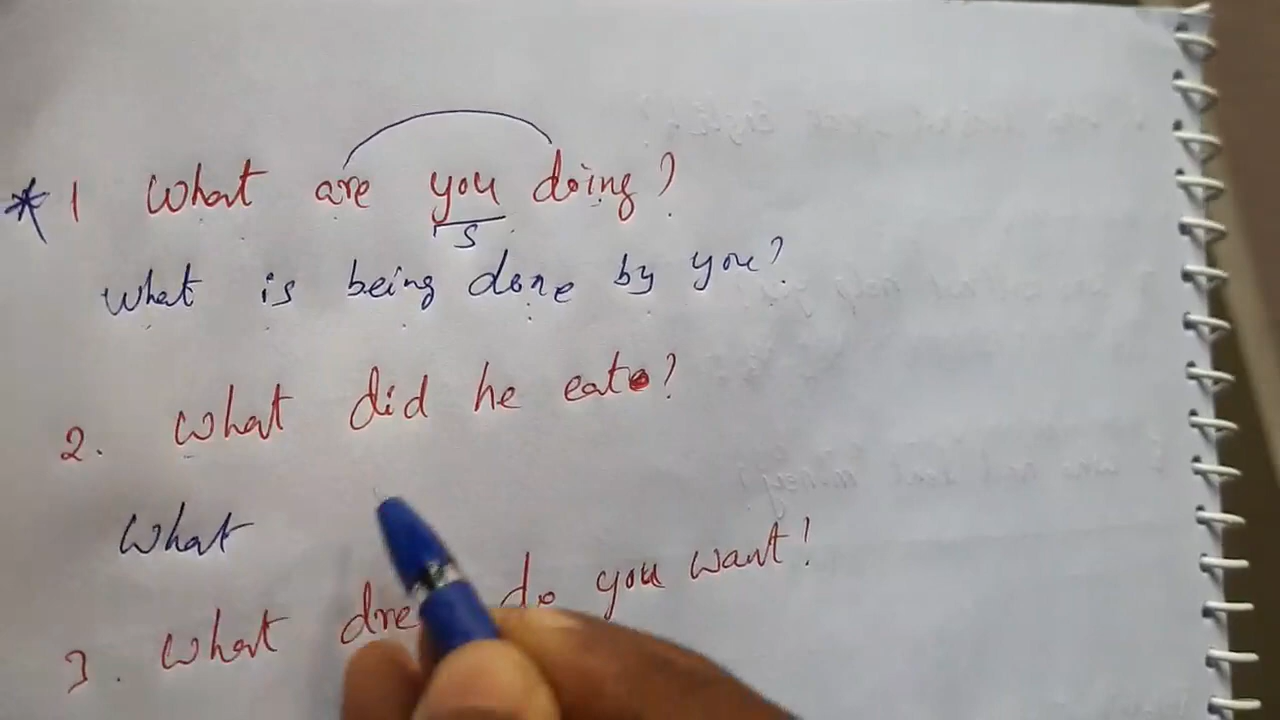 * 1 What are you doing?
S
What is being done by you?
2. What did he eat?
What
3. What do you want!